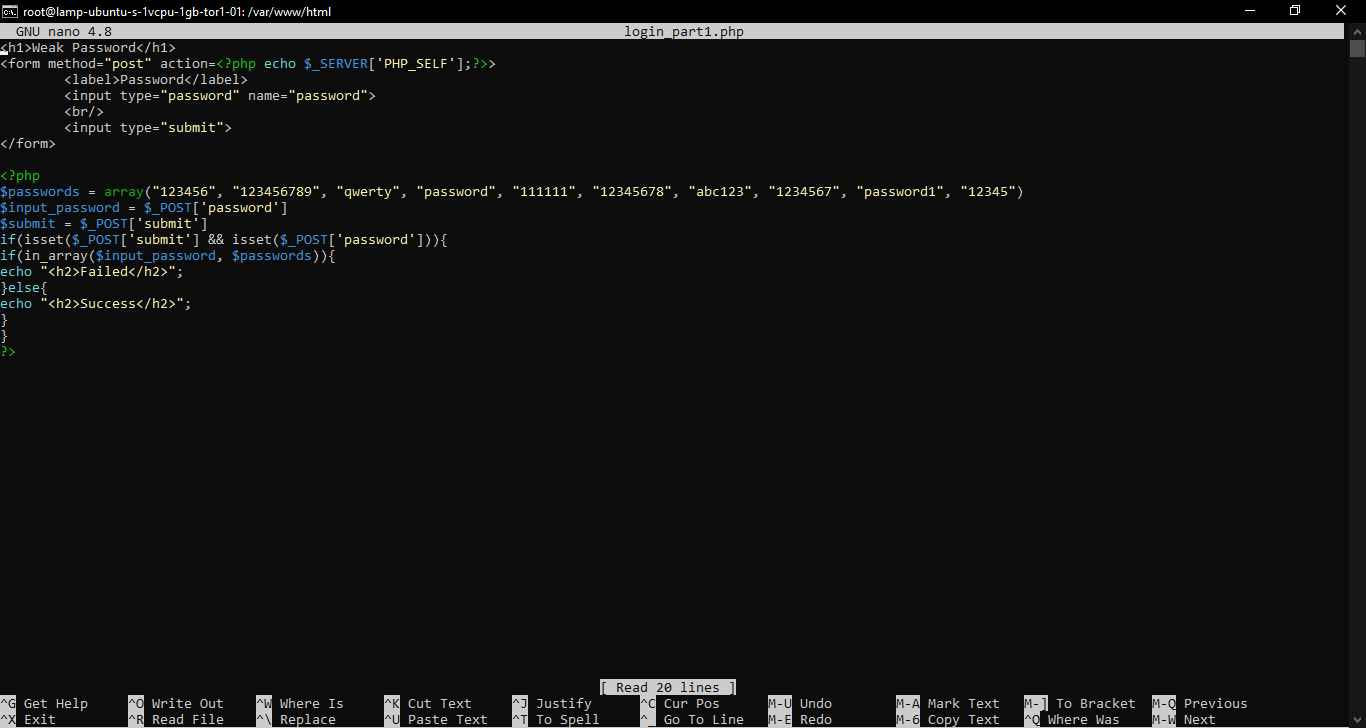 root@lamp-ubuntu-s-1vcpu-1gb-tor1-01: /var/www/html
GNU nano 4.8 login_part1.php
<h1>Weak Password</h1>
<form method="post" action=<?php echo $_SERVER['PHP_SELF'];?>>
<label>Password</label>
<input type="password" name="password">
<br/>
<input type="submit">
</form>
<?php
$passwords = array("123456", "123456789", "qwerty", "password", "111111", "12345678", "abc123", "1234567", "password1", "12345")
$input_password = $_POST['password']
$submit = $_POST['submit']
if(isset($_POST['submit'] && isset($_POST['password'])){
if(in_array($input_password, $passwords)){
echo "<h2>Failed</h2>";
}else{
echo "<h2>Success</h2>";
}
}
?>
[ Read 20 lines ]
^G Get Help ^O Write Out ^W Where Is ^K Cut Text ^J Justify ^C Cur Pos M-U Undo M-A Mark Text M-] To Bracket M-Q Previous
^X Exit ^R Read File ^\ Replace ^U Paste Text ^T To Spell ^_ Go To Line M-E Redo M-6 Copy Text ^Q Where Was M-W Next